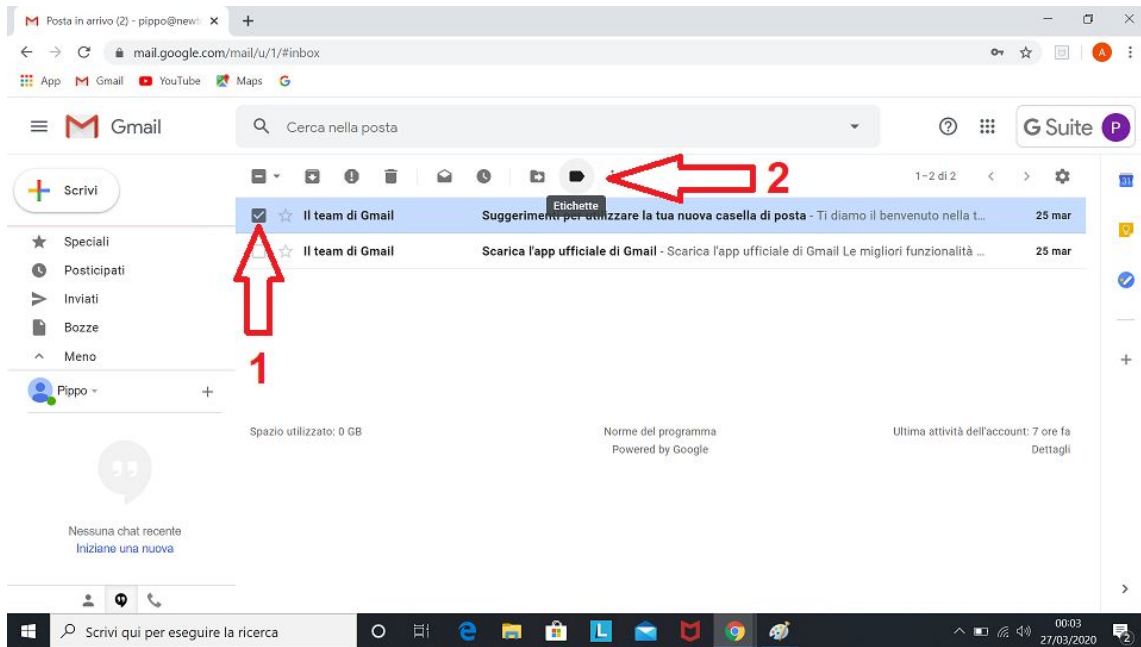 Posta in arrivo (2) - pippo@newt
mail.google.com/mail/u/1/#inbox
A
App Gmail YouTube Maps
Gmail
Cerca nella posta
G Suite P
Scrivi
1–2 di 2
31
2
Etichette
Il team di Gmail Suggerimenti per utilizzare la tua nuova casella di posta - Ti diamo il benvenuto nella t... 25 mar
Speciali
Il team di Gmail Scarica l'app ufficiale di Gmail - Scarica l'app ufficiale di Gmail Le migliori funzionalità ... 25 mar
Posticipati
Inviati
Bozze
Meno
1
Pippo
Spazio utilizzato: 0 GB
Norme del programma
Powered by Google
Ultima attività dell'account: 7 ore fa
Dettagli
Nessuna chat recente
Iniziane una nuova
Scrivi qui per eseguire la ricerca
L
00:03
27/03/2020
2